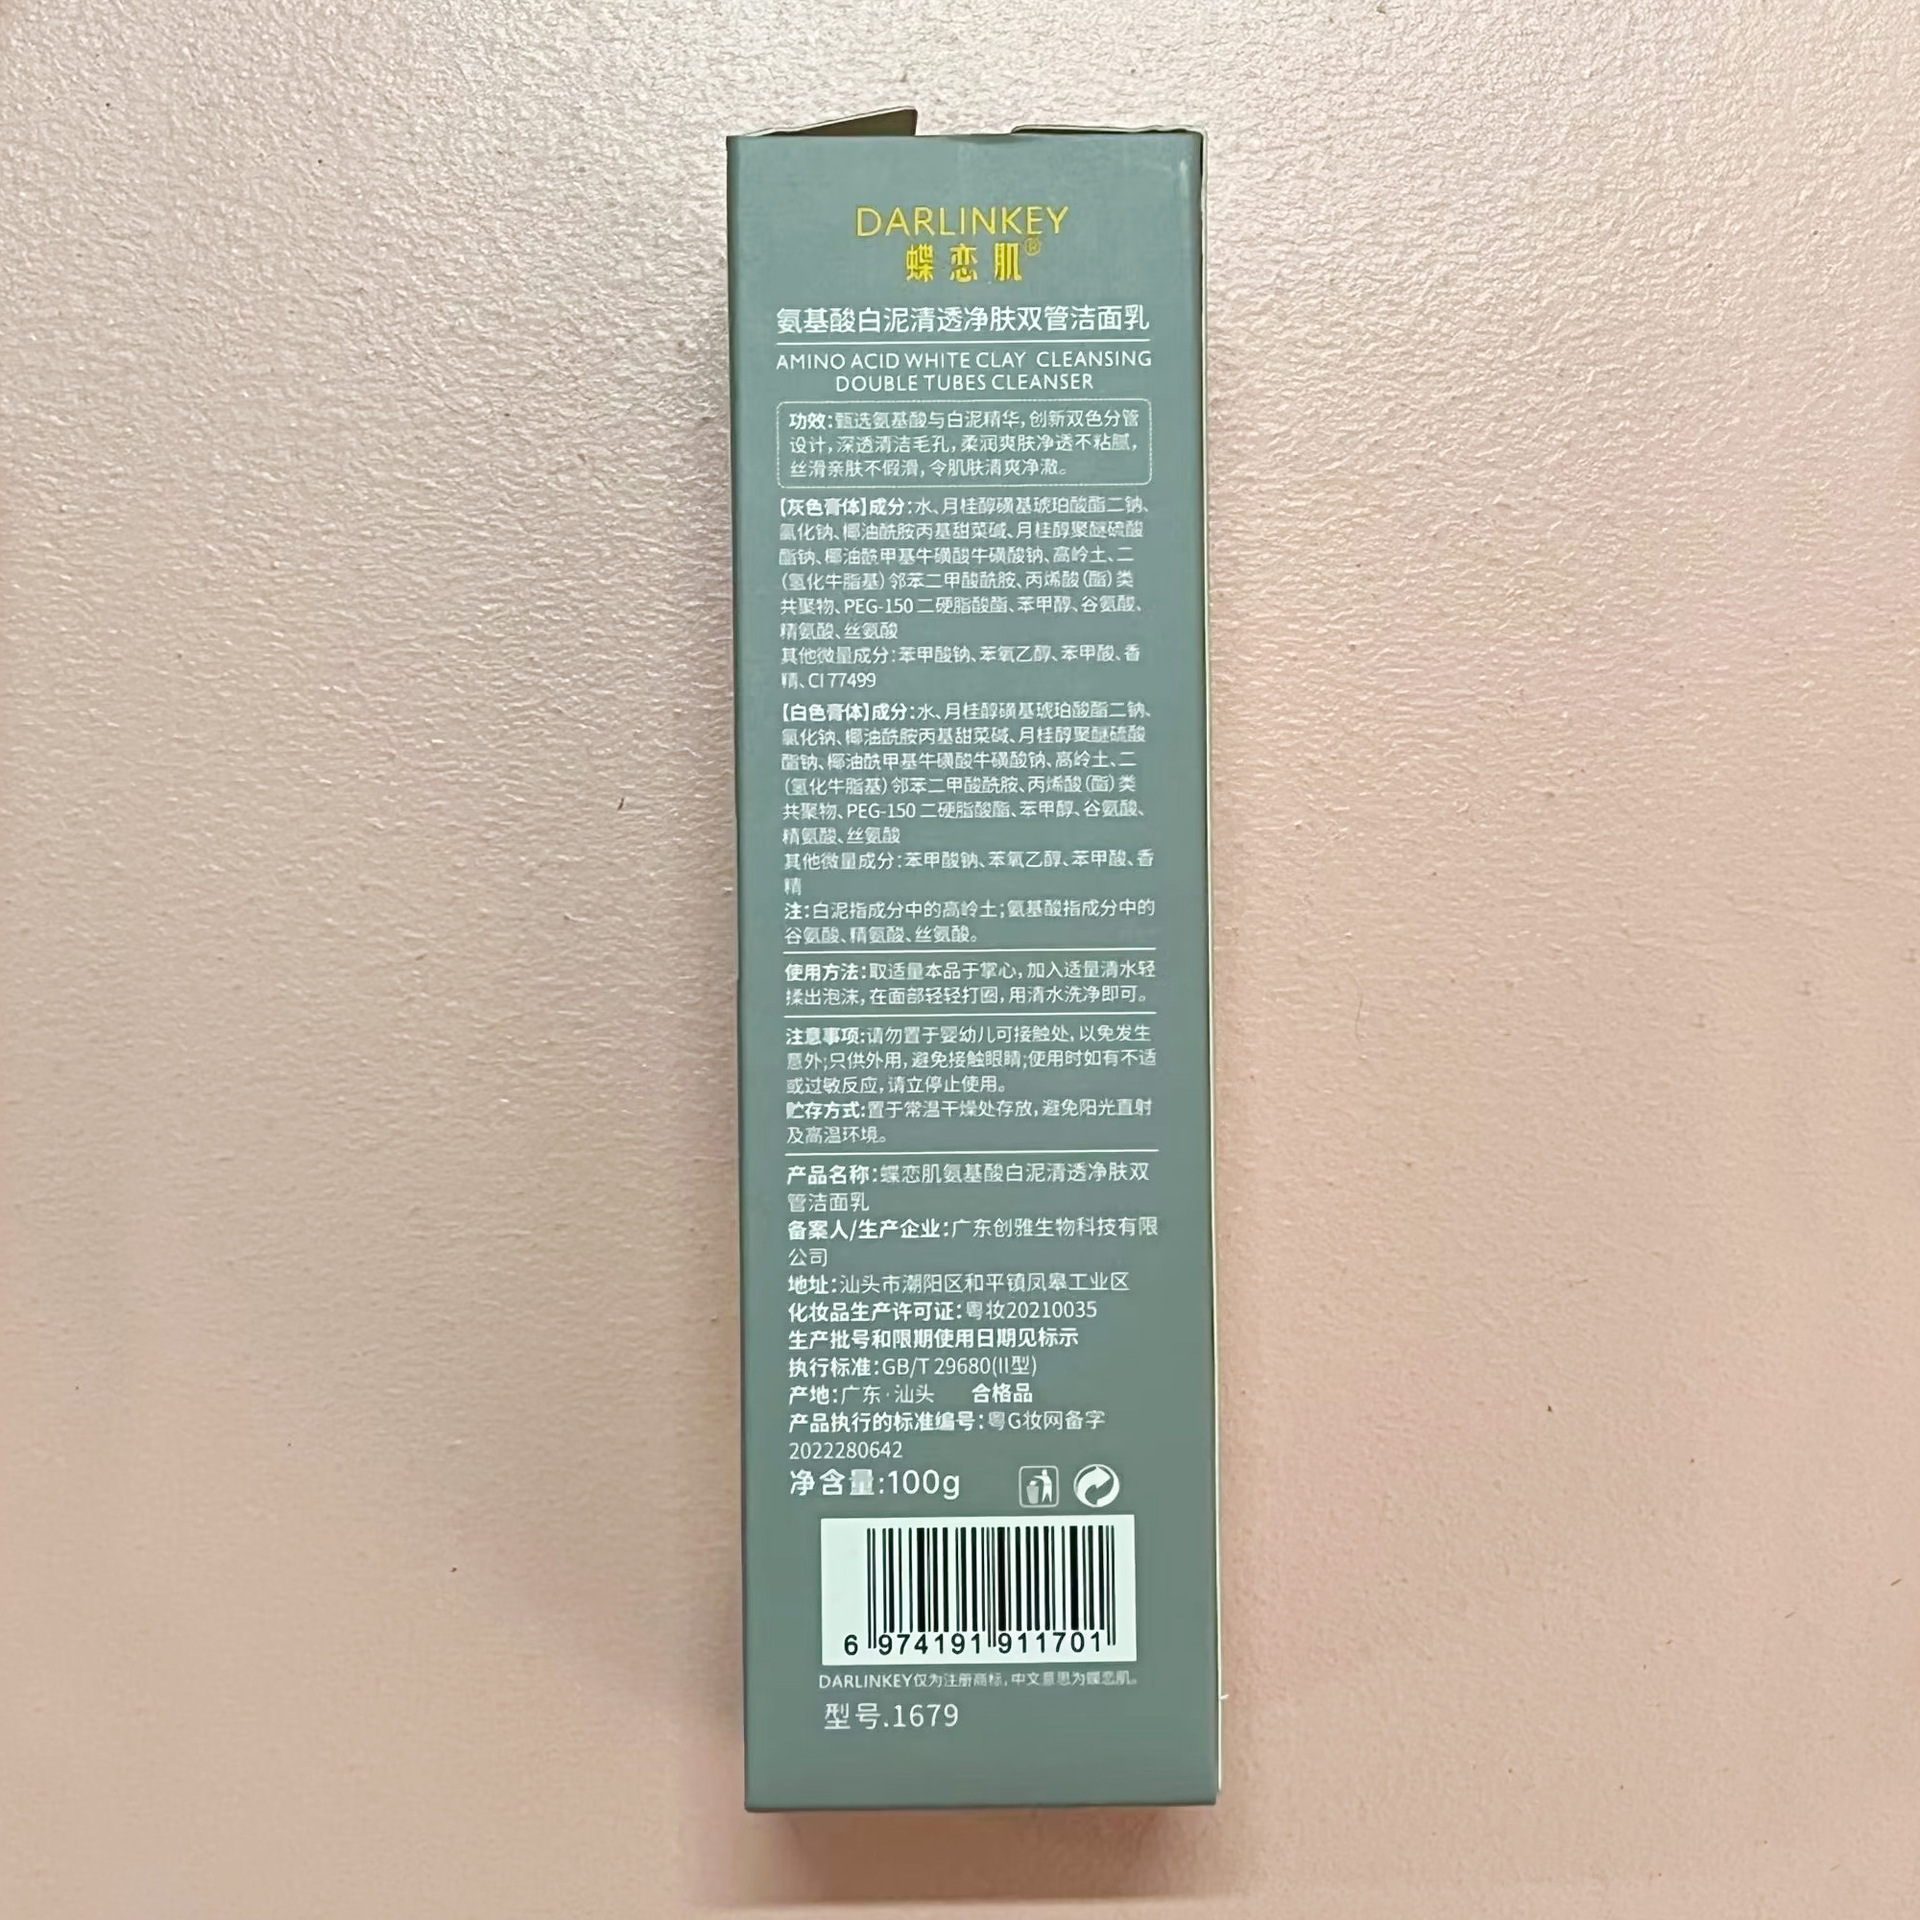 DARLINKEY
蝶恋肌®
氨基酸白泥清透净肤双管洁面乳
AMINO ACID WHITE CLAY CLEANSING
DOUBLE TUBES CLEANSER
功效:甄选氨基酸与白泥精华,创新双色分管
设计,深透清洁毛孔,柔润爽肤净透不粘腻,
丝滑亲肤不假滑,令肌肤清爽净澈。
【灰色膏体】成分:水、月桂醇磺基琥珀酸酯二钠、
氯化钠、椰油酰胺丙基甜菜碱、月桂醇聚醚硫酸
酯钠、椰油酰甲基牛磺酸牛磺酸钠、高岭土、二
(氢化牛脂基)邻苯二甲酸酰胺、丙烯酸(酯)类
共聚物、PEG-150 二硬脂酸酯、苯甲醇、谷氨酸、
精氨酸、丝氨酸
其他微量成分:苯甲酸钠、苯氧乙醇、苯甲酸、香
精、CI 77499
【白色膏体】成分:水、月桂醇磺基琥珀酸酯二钠、
氯化钠、椰油酰胺丙基甜菜碱、月桂醇聚醚硫酸
酯钠、椰油酰甲基牛磺酸牛磺酸钠、高岭土、二
(氢化牛脂基)邻苯二甲酸酰胺、丙烯酸(酯)类
共聚物、PEG-150 二硬脂酸酯、苯甲醇、谷氨酸、
精氨酸、丝氨酸
其他微量成分:苯甲酸钠、苯氧乙醇、苯甲酸、香
精
注:白泥指成分中的高岭土;氨基酸指成分中的
谷氨酸、精氨酸、丝氨酸。
使用方法:取适量本品于掌心,加入适量清水轻
揉出泡沫,在面部轻轻打圈,用清水洗净即可。
注意事项:请勿置于婴幼儿可接触处,以免发生
意外;只供外用,避免接触眼睛;使用时如有不适
或过敏反应,请立停止使用。
贮存方式:置于常温干燥处存放,避免阳光直射
及高温环境。
产品名称:蝶恋肌氨基酸白泥清透净肤双
管洁面乳
备案人/生产企业:广东创雅生物科技有限
公司
地址:汕头市潮阳区和平镇凤皋工业区
化妆品生产许可证:粤妆20210035
生产批号和限期使用日期见标示
执行标准:GB/T 29680(II型)
产地:广东·汕头 合格品
产品执行的标准编号:粤G妆网备字
2022280642
净含量:100g
6 974191 911701
DARLINKEY仅为注册商标,中文意思为蝶恋肌。
型号.1679